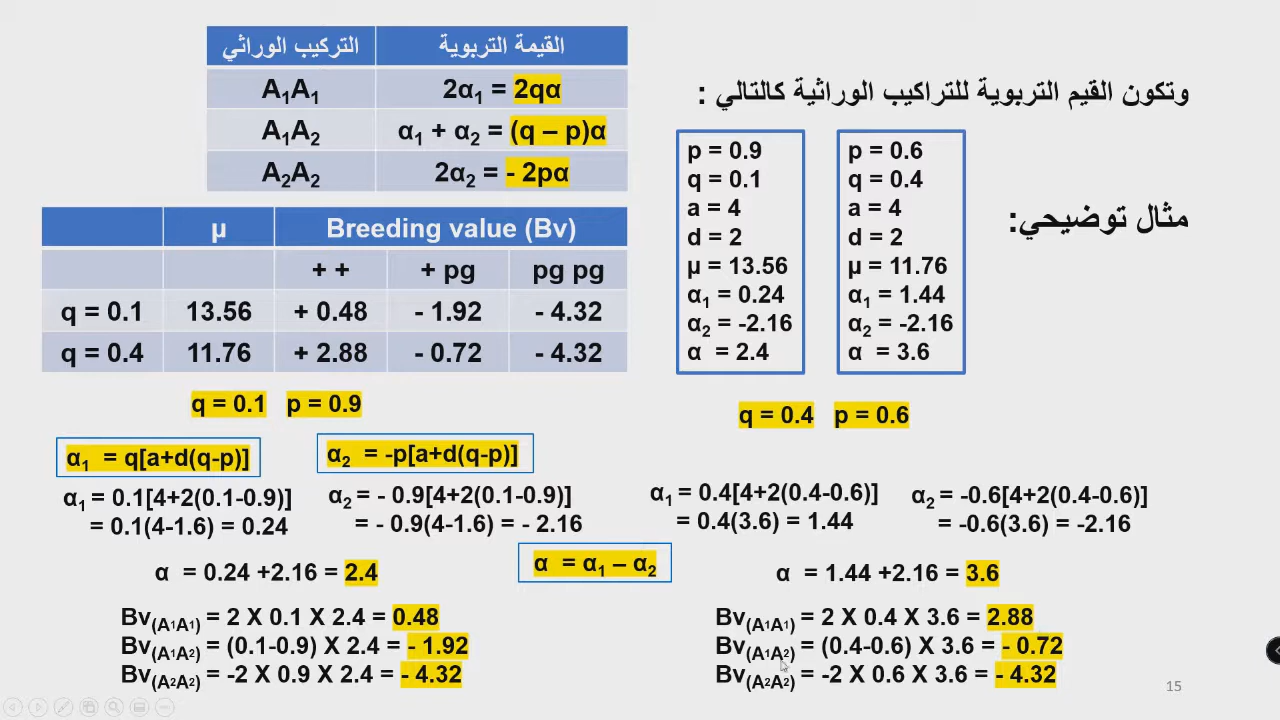 التركيب الوراثي | القيمة التربوية
A₁A₁ | 2α₁ = 2qα
A₁A₂ | α₁ + α₂ = (q – p)α
A₂A₂ | 2α₂ = - 2pα
وتكون القيم التربوية للتراكيب الوراثية كالتالي :
مثال توضيحي:
p = 0.9
q = 0.1
a = 4
d = 2
µ = 13.56
α₁ = 0.24
α₂ = -2.16
α = 2.4
p = 0.6
q = 0.4
a = 4
d = 2
µ = 11.76
α₁ = 1.44
α₂ = -2.16
α = 3.6
µ | Breeding value (Bv)
+ + | + pg | pg pg
q = 0.1 | 13.56 | + 0.48 | - 1.92 | - 4.32
q = 0.4 | 11.76 | + 2.88 | - 0.72 | - 4.32
q = 0.1 p = 0.9
α₁ = q[a+d(q-p)]
α₂ = -p[a+d(q-p)]
α₁ = 0.1[4+2(0.1-0.9)]
= 0.1(4-1.6) = 0.24
α₂ = - 0.9[4+2(0.1-0.9)]
= - 0.9(4-1.6) = - 2.16
α = 0.24 +2.16 = 2.4
Bv(A₁A₁) = 2 X 0.1 X 2.4 = 0.48
Bv(A₁A₂) = (0.1-0.9) X 2.4 = - 1.92
Bv(A₂A₂) = -2 X 0.9 X 2.4 = - 4.32
α = α₁ – α₂
q = 0.4 p = 0.6
α₁ = 0.4[4+2(0.4-0.6)]
= 0.4(3.6) = 1.44
α₂ = -0.6[4+2(0.4-0.6)]
= -0.6(3.6) = -2.16
α = 1.44 +2.16 = 3.6
Bv(A₁A₁) = 2 X 0.4 X 3.6 = 2.88
Bv(A₁A₂) = (0.4-0.6) X 3.6 = - 0.72
Bv(A₂A₂) = -2 X 0.6 X 3.6 = - 4.32
15